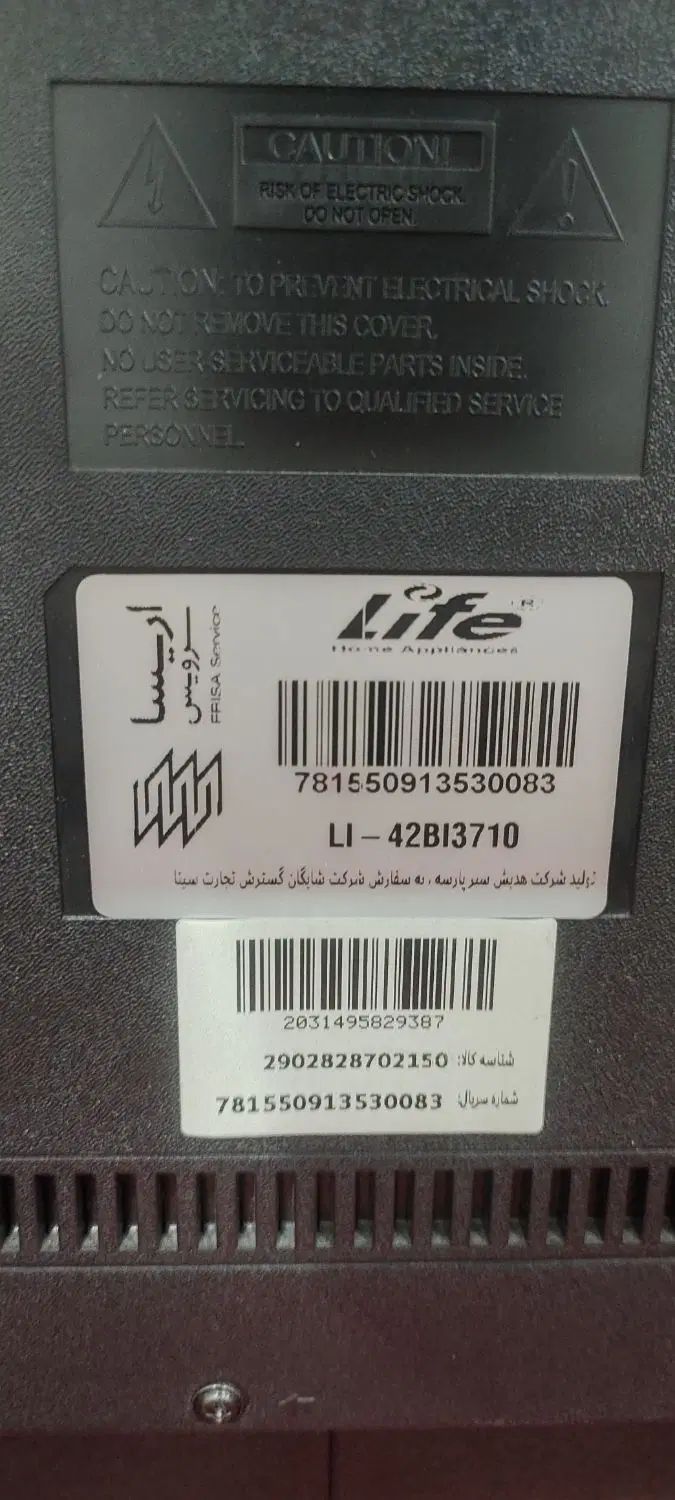 CAUTION!
RISK OF ELECTRIC SHOCK.
DO NOT OPEN.
CAUTION: TO PREVENT ELECTRICAL SHOCK,
DO NOT REMOVE THIS COVER.
NO USER-SERVICEABLE PARTS INSIDE.
REFER SERVICING TO QUALIFIED SERVICE
PERSONNEL.
اریسا
سرویس
ERISA Service
Life ®
Home Appliances
781550913530083
LI – 42BI3710
تولید شرکت هدیش سبز پارسه ، به سفارش شرکت شایگان گسترش تجارت سینا
2031495829387
شناسه کالا: 2902828702150
شماره سریال: 781550913530083